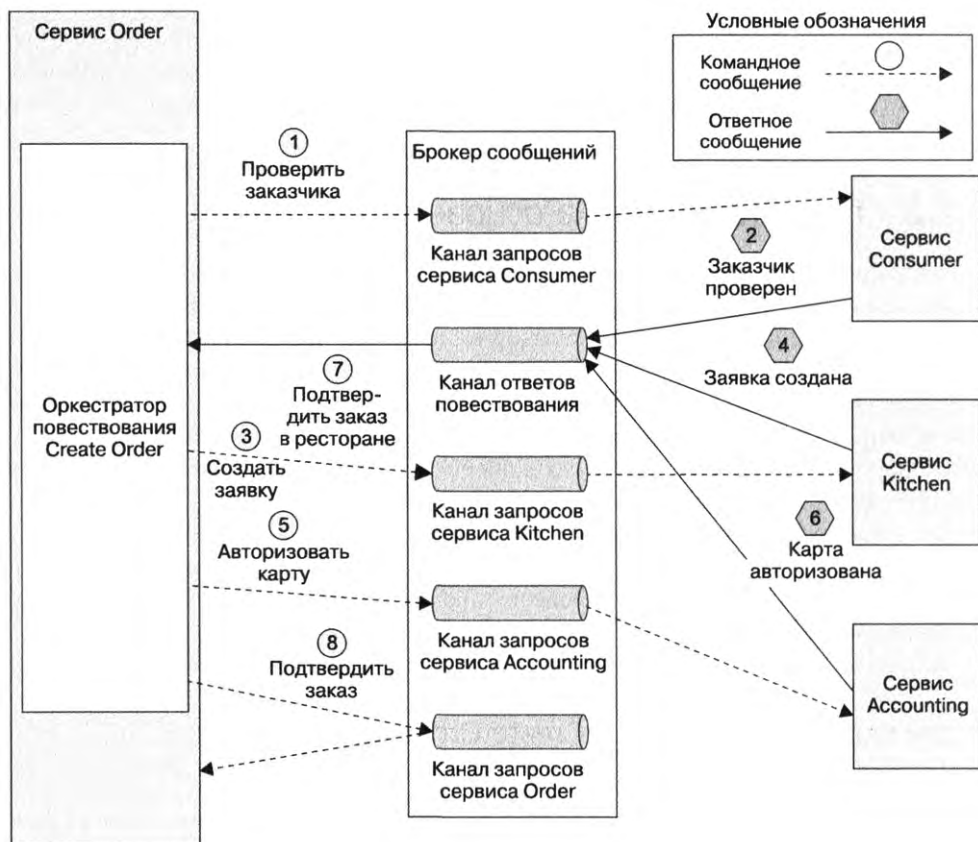 Сервис Order
Условные обозначения
Командное
сообщение
Ответное
сообщение
1
Проверить
заказчика
Брокер сообщений
Канал запросов
сервиса Consumer
2
Заказчик
проверен
Сервис
Consumer
Оркестратор
повествования
Create Order
7
Подтвер-
дить заказ
в ресторане
Канал ответов
повествования
4
Заявка создана
3
Создать
заявку
Канал запросов
сервиса Kitchen
Сервис
Kitchen
5
Авторизовать
карту
6
Карта
авторизована
Канал запросов
сервиса Accounting
8
Подтвердить
заказ
Сервис
Accounting
Канал запросов
сервиса Order